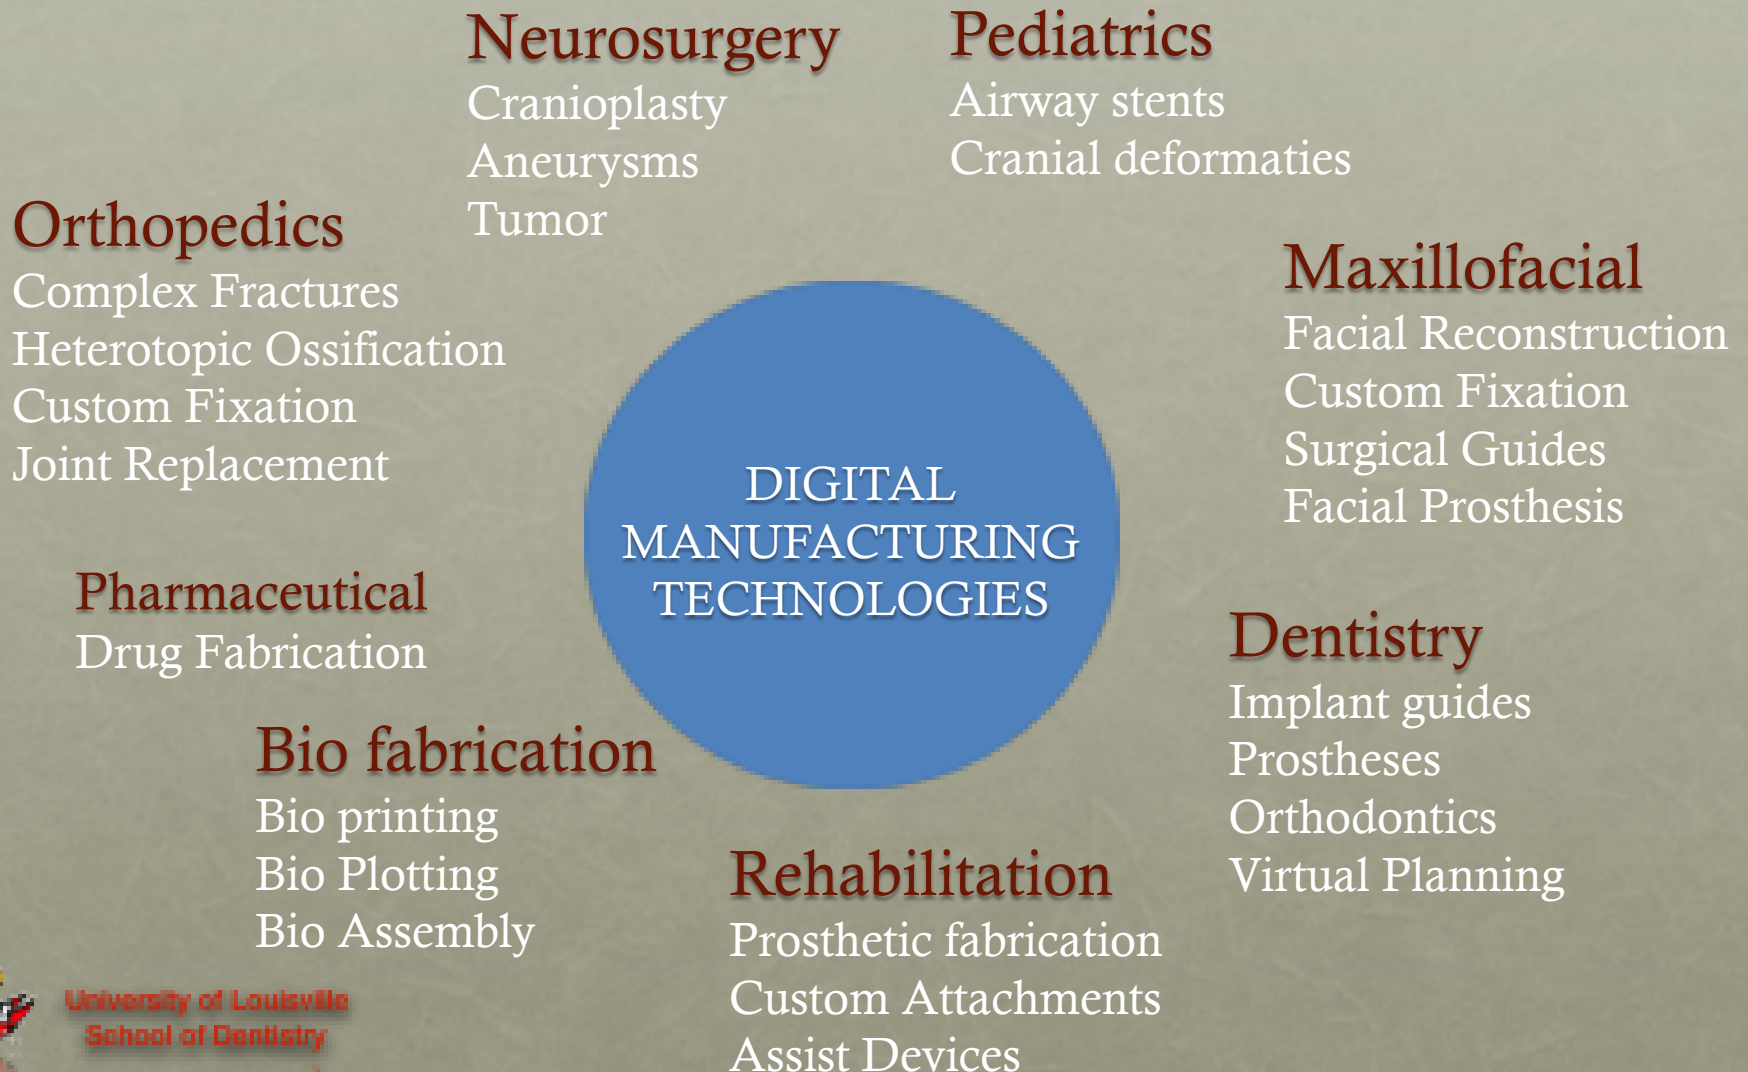 Neurosurgery
Cranioplasty
Aneurysms
Tumor
Pediatrics
Airway stents
Cranial deformaties
Orthopedics
Complex Fractures
Heterotopic Ossification
Custom Fixation
Joint Replacement
Maxillofacial
Facial Reconstruction
Custom Fixation
Surgical Guides
Facial Prosthesis
DIGITAL
MANUFACTURING
TECHNOLOGIES
Pharmaceutical
Drug Fabrication
Dentistry
Implant guides
Prostheses
Orthodontics
Virtual Planning
Bio fabrication
Bio printing
Bio Plotting
Bio Assembly
Rehabilitation
Prosthetic fabrication
Custom Attachments
Assist Devices
University of Louisville
School of Dentistry